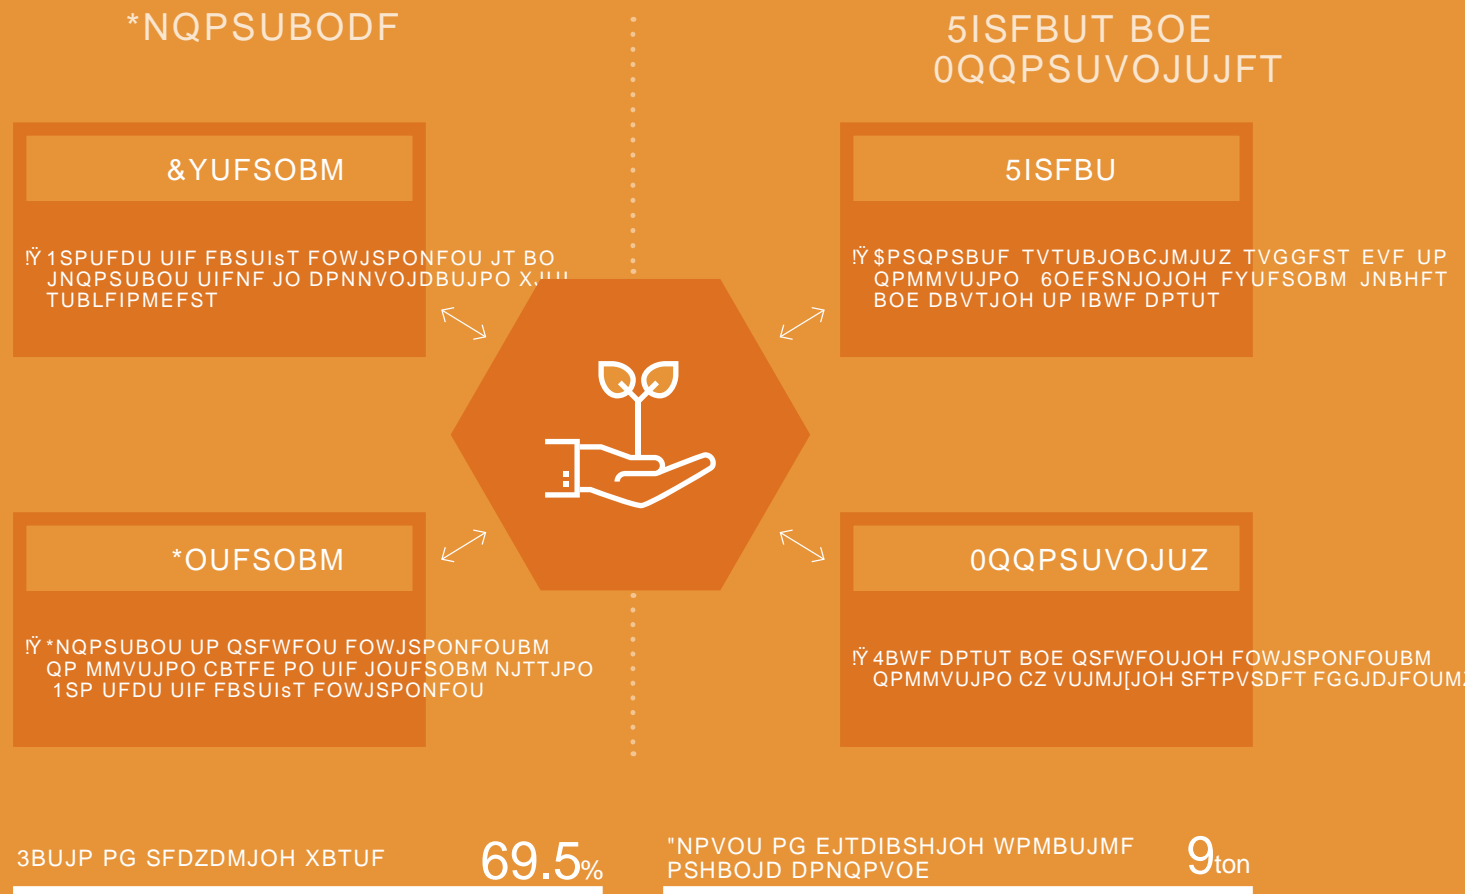 *NQPSUBODF
5ISFBUT BOE
0QQPSUVOJUJFT
&YUFSOBM
!Ÿ 1SPUFDU UIF FBSUIsT FOWJSPONFOU JT BO
JNQPSUBOU UIFNF JO DPNNVOJDBUJPO XJUI
TUBLFIPMEFST
5ISFBU
!Ÿ $PSQPSBUF TVTUBJOBCJMJUZ TVGGFST EVF UP
QPMMVUJPO 6OEFSNJOJOH FYUFSOBM JNBHFT
BOE DBVTJOH UP IBWF DPTUT
*OUFSOBM
!Ÿ *NQPSUBOU UP QSFWFOU FOWJSPONFOUBM
QP MMVUJPO CBTFE PO UIF JOUFSOBM NJTTJPO
1SP UFDU UIF FBSUIsT FOWJSPONFOU
0QQPSUVOJUZ
!Ÿ 4BWF DPTUT BOE QSFWFOUJOH FOWJSPONFOUBM
QPMMVUJPO CZ VUJMJ[JOH SFTPVSDFT FGGJDJFOUMZ
3BUJP PG SFDZDMJOH XBTUF 69.5%
"NPVOU PG EJTDIBSHJOH WPMBUJMF
PSHBOJD DPNQPVOE 9ton